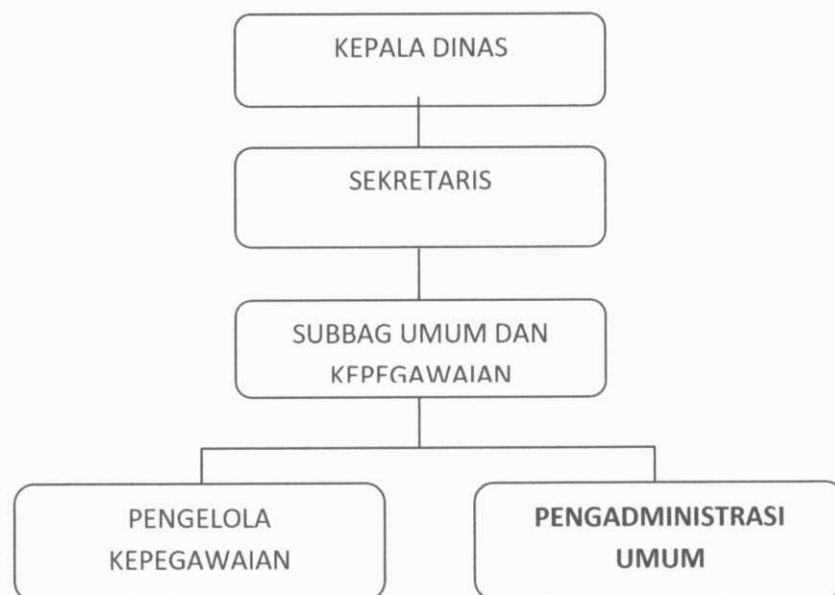 KEPALA DINAS
SEKRETARIS
SUBBAG UMUM DAN
KEPEGAWAIAN
PENGELOLA
KEPEGAWAIAN
PENGADMINISTRASI
UMUM